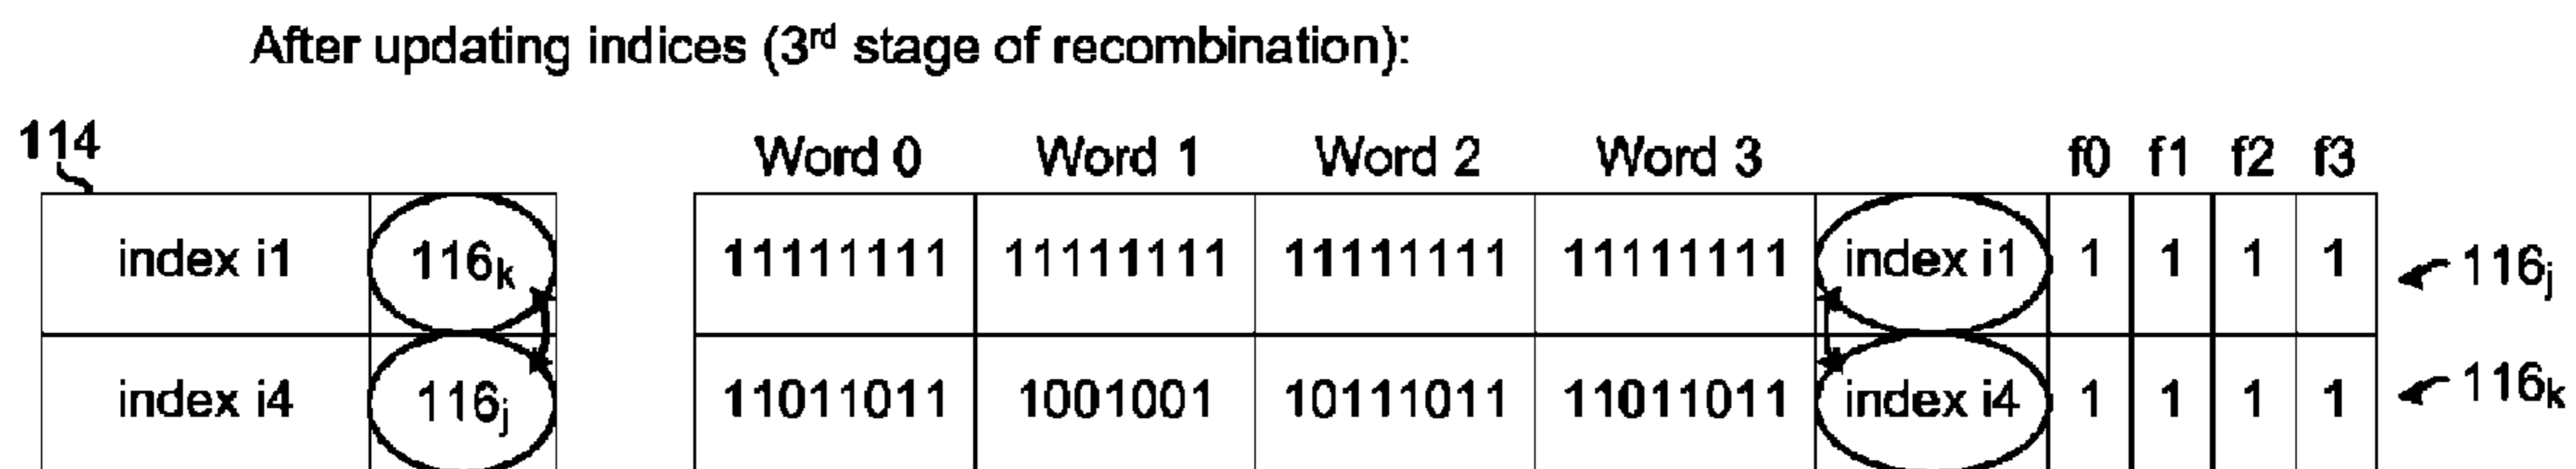 After updating indices (3rd stage of recombination):
114
Word 0 Word 1 Word 2 Word 3 f0 f1 f2 f3
index i1 116k 11111111 11111111 11111111 11111111 index i1 1 1 1 1 116j
index i4 116j 11011011 1001001 10111011 11011011 index i4 1 1 1 1 116k